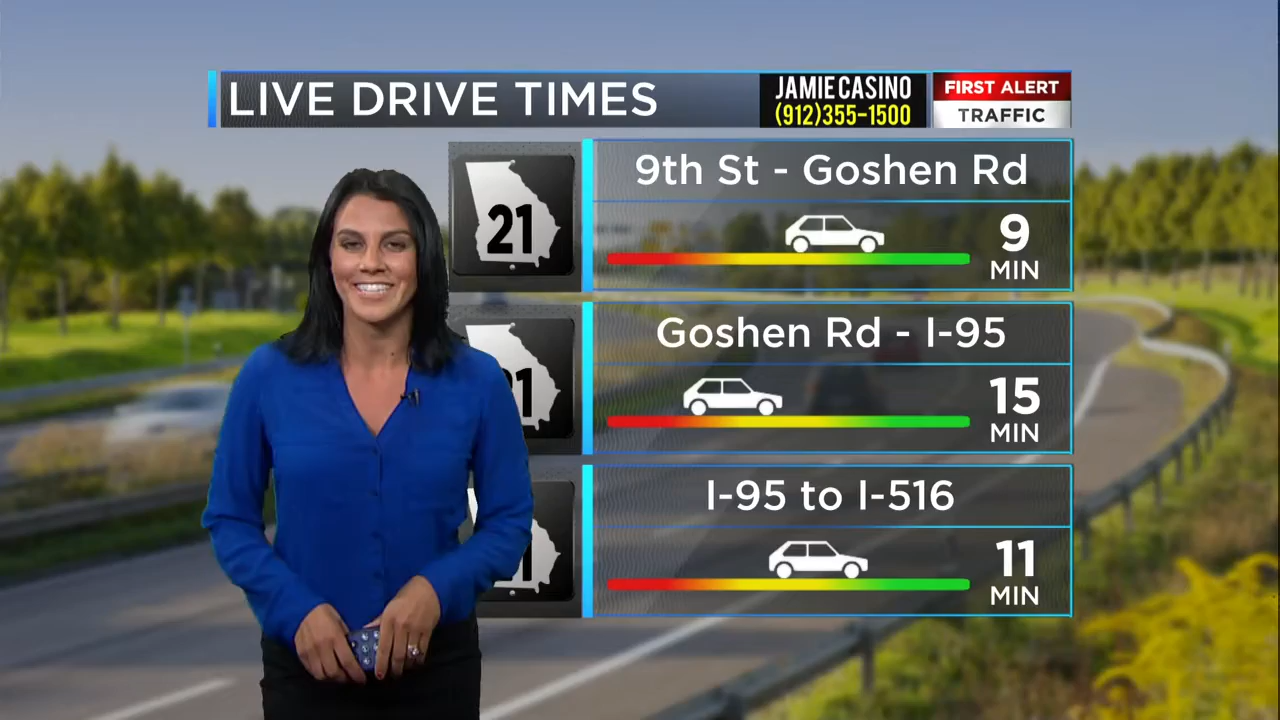 LIVE DRIVE TIMES
JAMIE CASINO
(912)355-1500
FIRST ALERT
TRAFFIC
21
9th St - Goshen Rd
9
MIN
21
Goshen Rd - I-95
15
MIN
I-95 to I-516
11
MIN